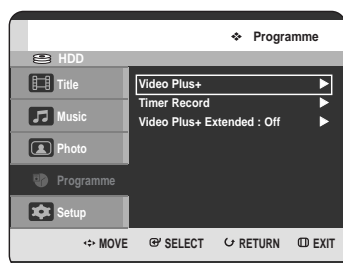 ❖ Programme
HDD
Title
Video Plus+ ▶
Timer Record ▶
Video Plus+ Extended : Off ▶
Music
Photo
Programme
Setup
MOVE SELECT RETURN EXIT